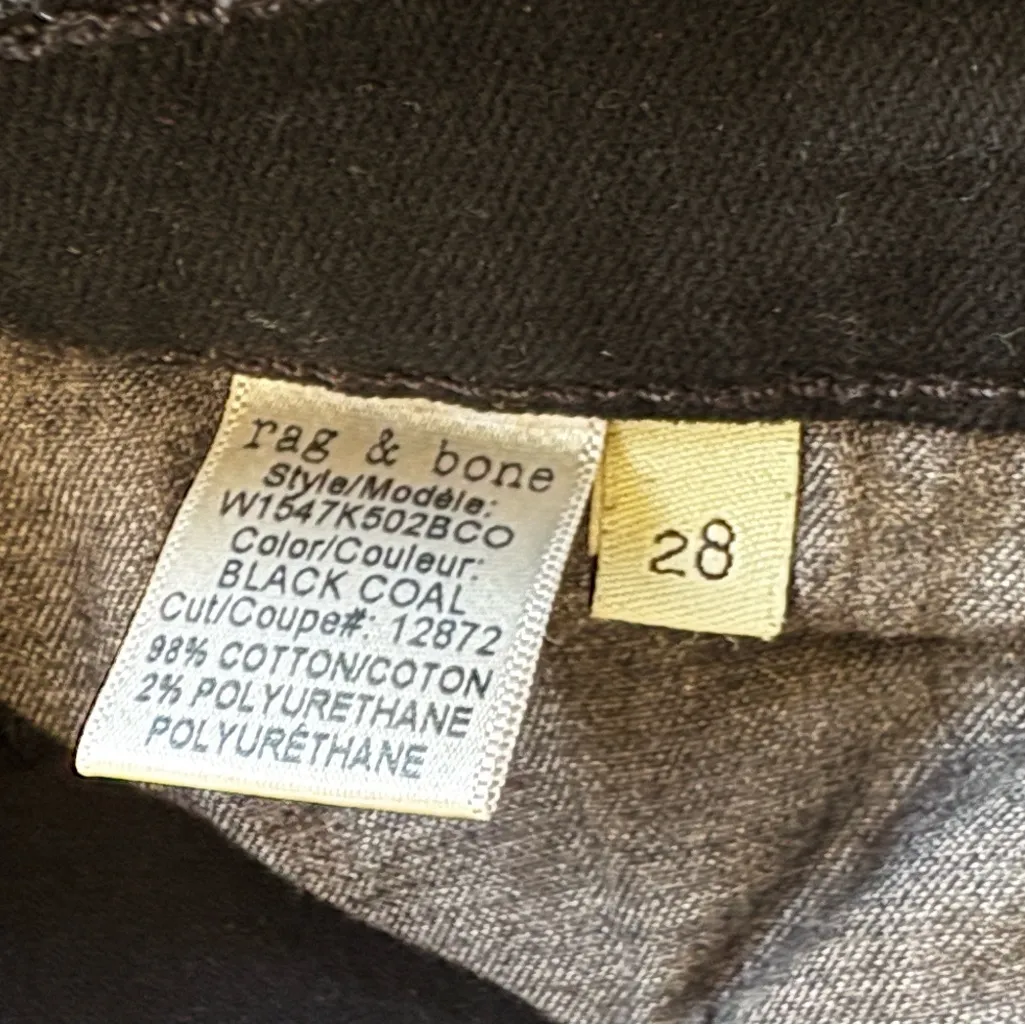 rag & bone
Style/Modèle:
W1547K502BCO
Color/Couleur:
BLACK COAL
Cut/Coupe#: 12872
98% COTTON/COTON
2% POLYURETHANE
POLYURÉTHANE
28